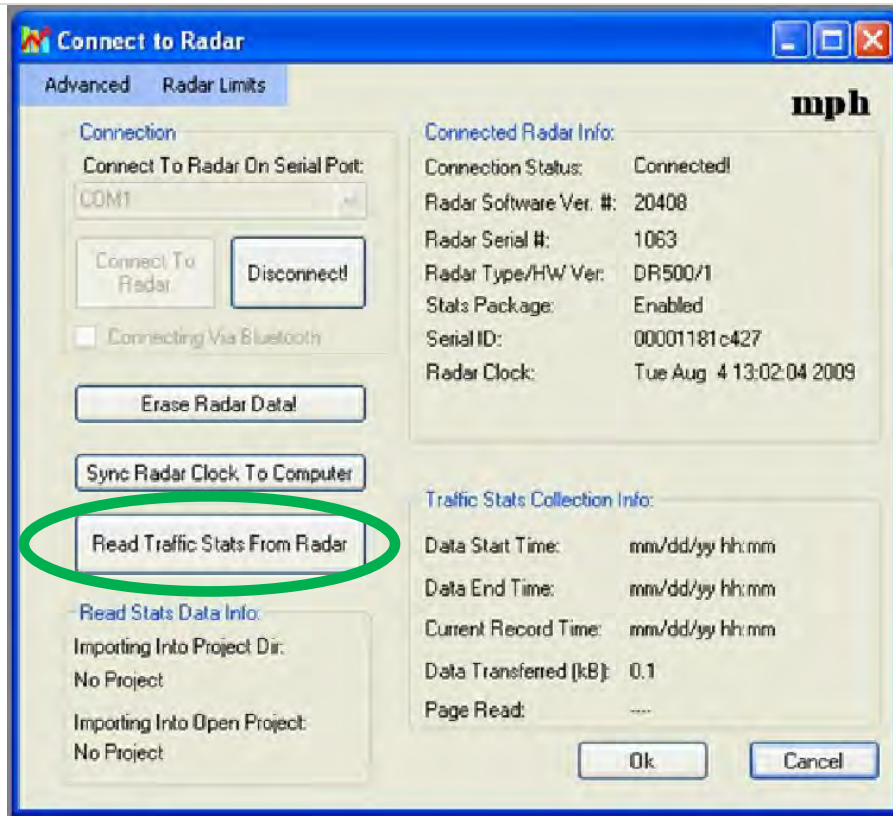 Connect to Radar
Advanced Radar Limits
mph
Connection
Connect To Radar On Serial Port:
COM1
Connect To Radar
Disconnect!
Connecting Via Bluetooth
Erase Radar Data!
Sync Radar Clock To Computer
Read Traffic Stats From Radar
Read Stats Data Info:
Importing Into Project Dir:
No Project
Importing Into Open Project:
No Project
Connected Radar Info:
Connection Status: Connected!
Radar Software Ver. #: 20408
Radar Serial #: 1063
Radar Type/HW Ver: DR500/1
Stats Package: Enabled
Serial ID: 00001181c427
Radar Clock: Tue Aug 4 13:02:04 2009
Traffic Stats Collection Info:
Data Start Time: mm/dd/yy hh:mm
Data End Time: mm/dd/yy hh:mm
Current Record Time: mm/dd/yy hh:mm
Data Transferred (kB): 0.1
Page Read: ----
Ok
Cancel